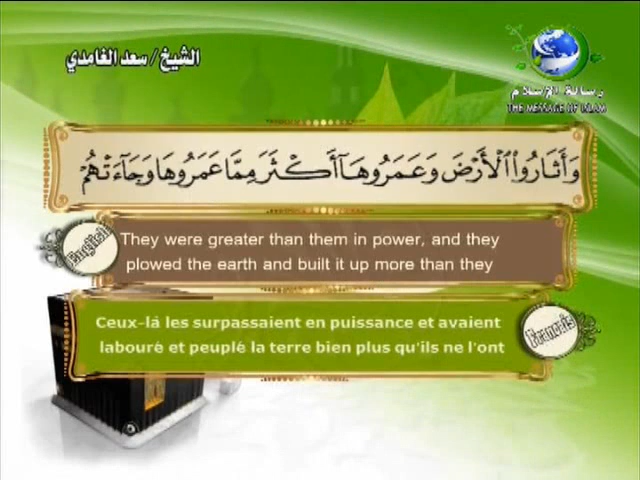 الشيخ / سعد الغامدي
رسالة الإسلام
THE MESSAGE OF ISLAM
وَأَثَارُواْ ٱلْأَرْضَ وَعَمَرُوهَآ أَكْثَرَ مِمَّا عَمَرُوهَا وَجَآءَتْهُمْ
English
They were greater than them in power, and they
plowed the earth and built it up more than they
Ceux-là les surpassaient en puissance et avaient
labouré et peuplé la terre bien plus qu'ils ne l'ont
Français